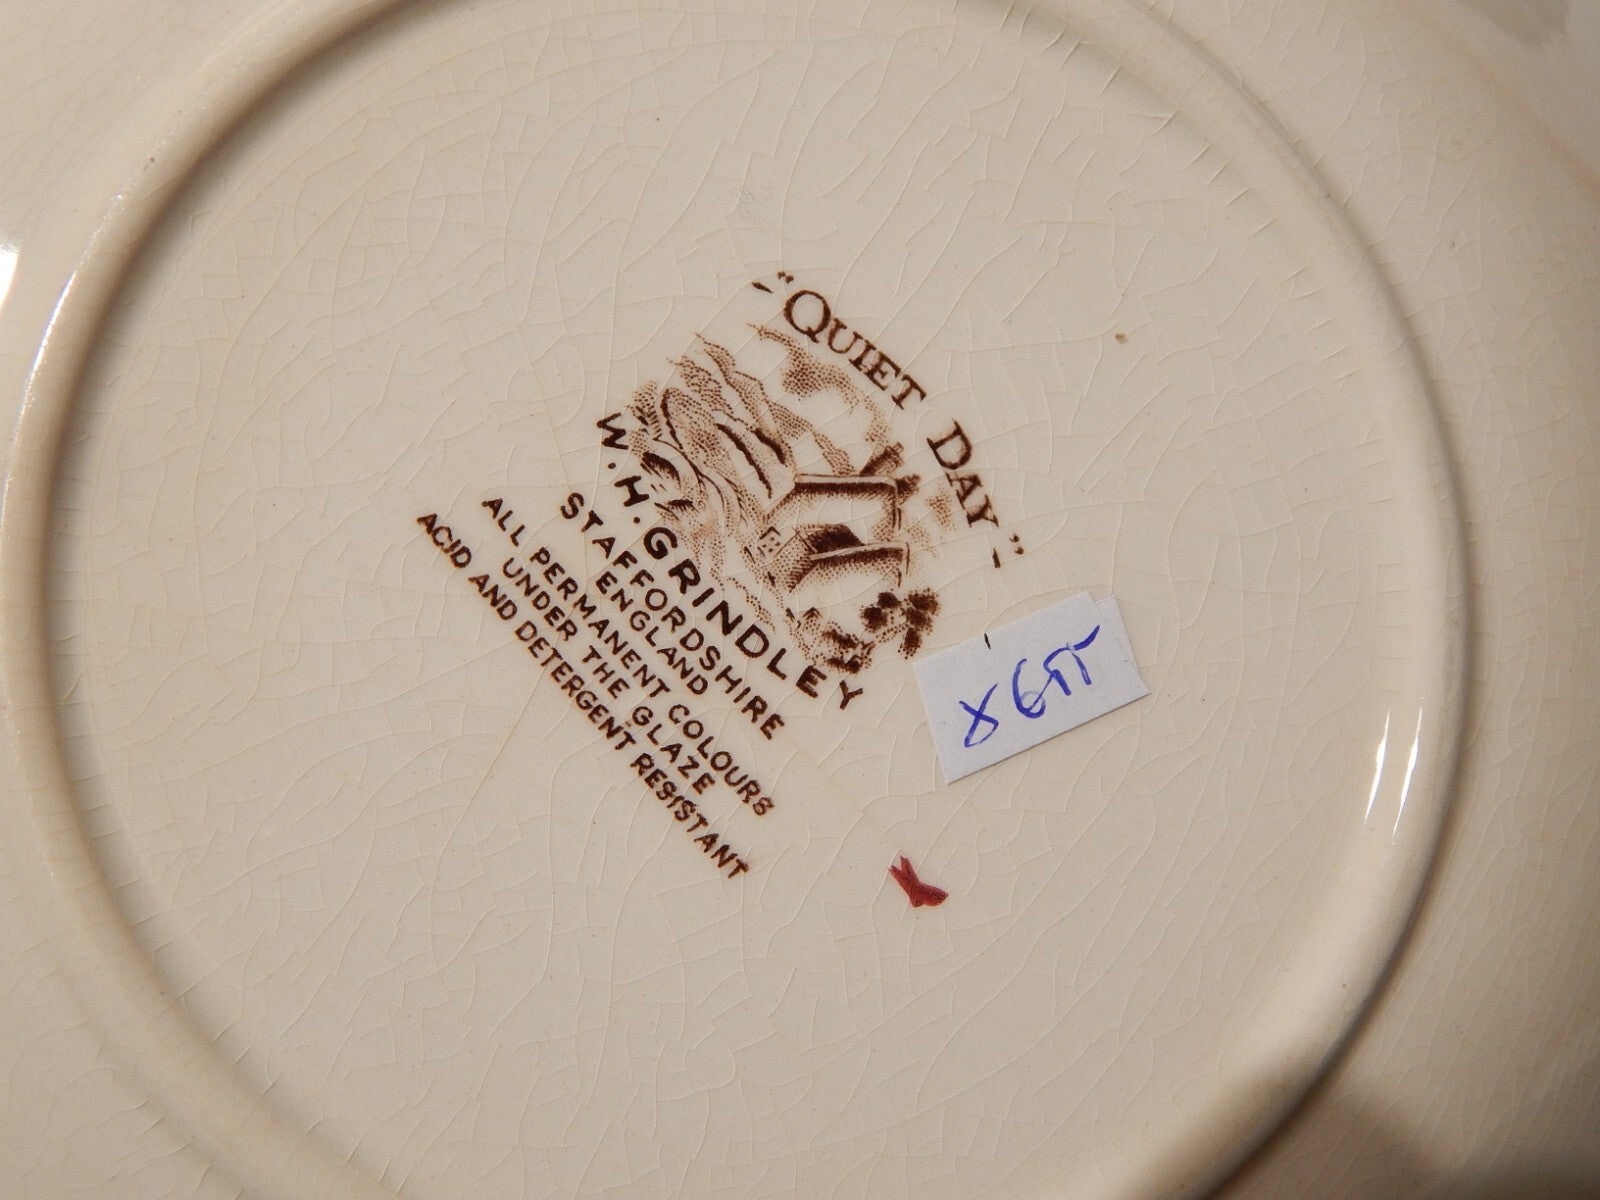 "QUIET DAY"
W. H. GRINDLEY
STAFFORDSHIRE
ENGLAND
ALL PERMANENT COLOURS
UNDER THE GLAZE
ACID AND DETERGENT RESISTANT